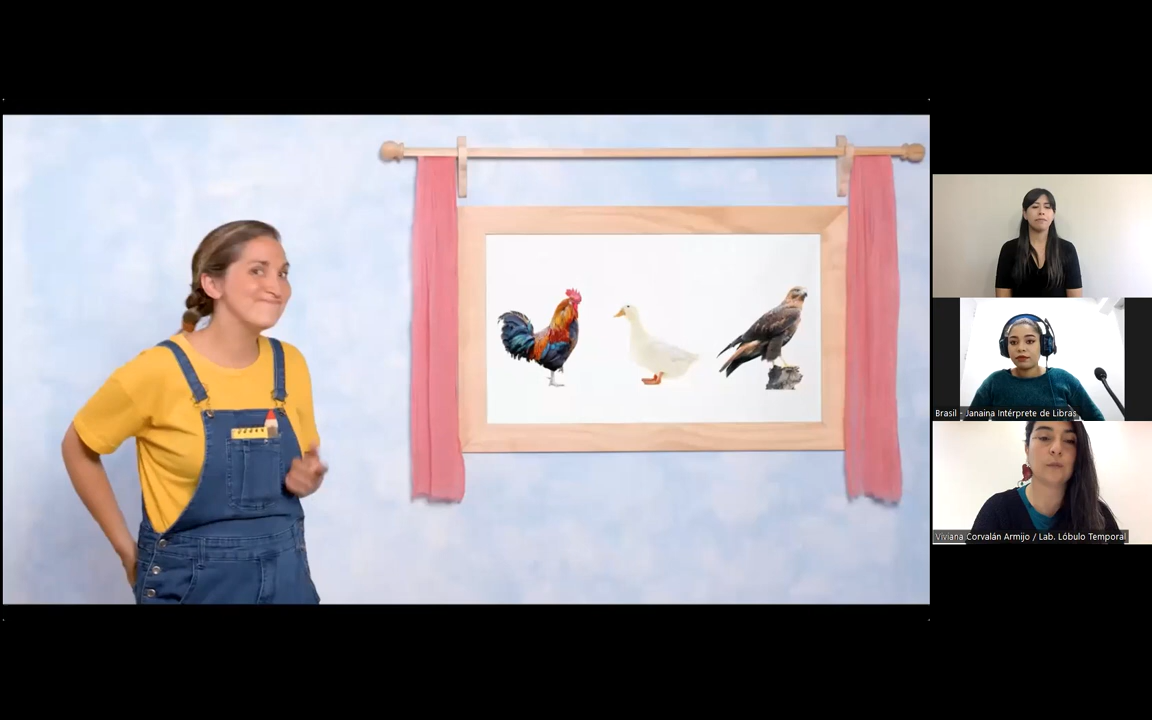 Brasil - Janaina Intérprete de Libras
Viviana Corvalán Armijo / Lab. Lóbulo Temporal